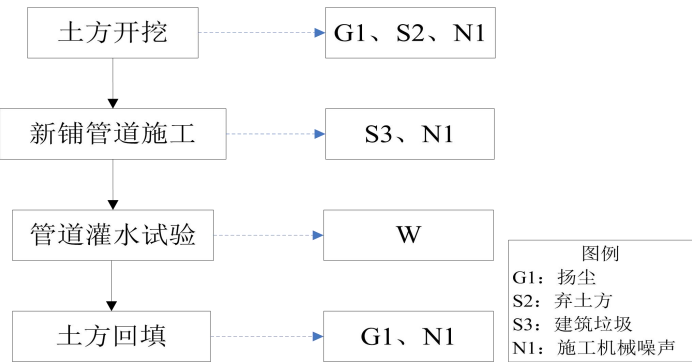 土方开挖
G1、S2、N1
新铺管道施工
S3、N1
管道灌水试验
W
土方回填
G1、N1
图例
G1：扬尘
S2：弃土方
S3：建筑垃圾
N1：施工机械噪声